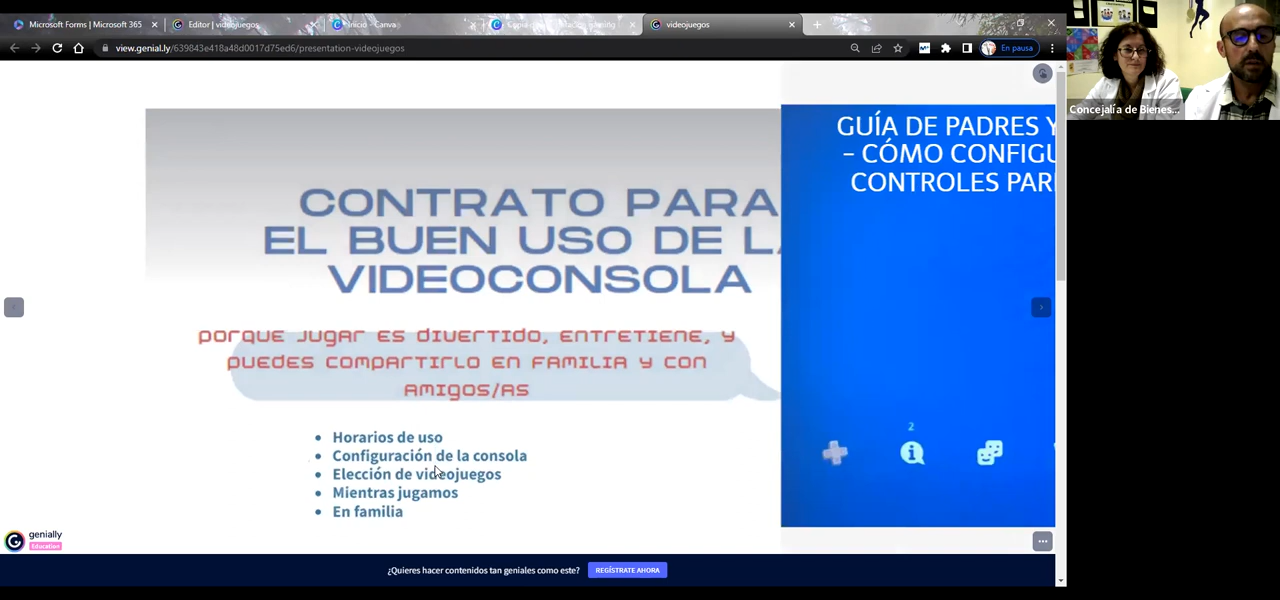 Microsoft Forms | Microsoft 365
Editor | videojuegos
Inicio - Canva
videojuegos
view.genial.ly/639843e418a48d0017d75ed6/presentation-videojuegos
En pausa
Concejalía de Bienes...
CONTRATO PARA
EL BUEN USO DE LA
VIDEOCONSOLA
PORQUE JUGAR ES DIVERTIDO, ENTRETIENE, Y
PUEDES COMPARTIRLO EN FAMILIA Y CON
AMIGOS/AS
• Horarios de uso
• Configuración de la consola
• Elección de videojuegos
• Mientras jugamos
• En familia
GUÍA DE PADRES Y
– CÓMO CONFIGU
CONTROLES PAR
2
genially
Education
¿Quieres hacer contenidos tan geniales como este?
REGÍSTRATE AHORA